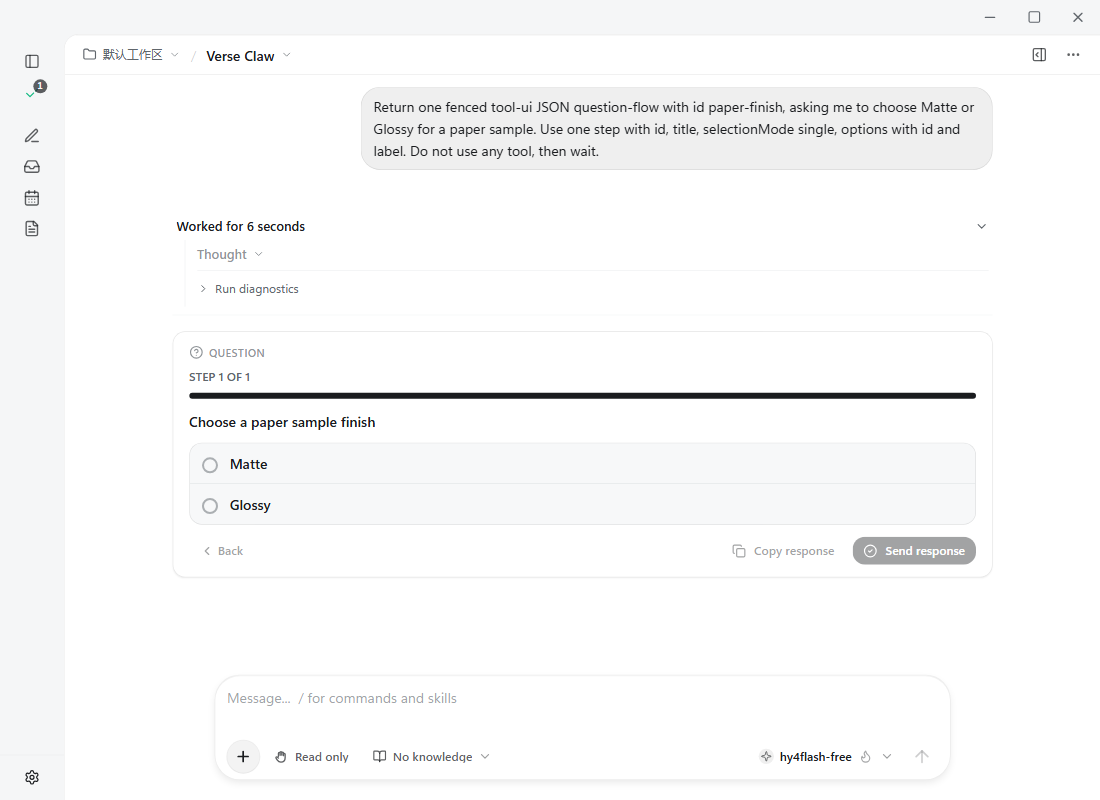 1
默认工作区 / Verse Claw
Return one fenced tool-ui JSON question-flow with id paper-finish, asking me to choose Matte or
Glossy for a paper sample. Use one step with id, title, selectionMode single, options with id and
label. Do not use any tool, then wait.
Worked for 6 seconds
Thought
Run diagnostics
QUESTION
STEP 1 OF 1
Choose a paper sample finish
Matte
Glossy
Back
Copy response
Send response
Message... / for commands and skills
Read only
No knowledge
hy4flash-free